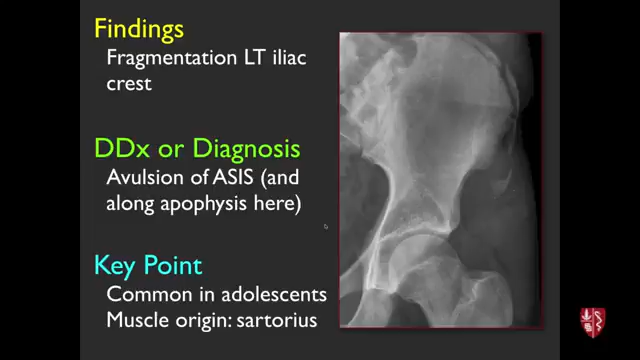 Findings
Fragmentation LT iliac
crest
DDx or Diagnosis
Avulsion of ASIS (and
along apophysis here)
Key Point
Common in adolescents
Muscle origin: sartorius